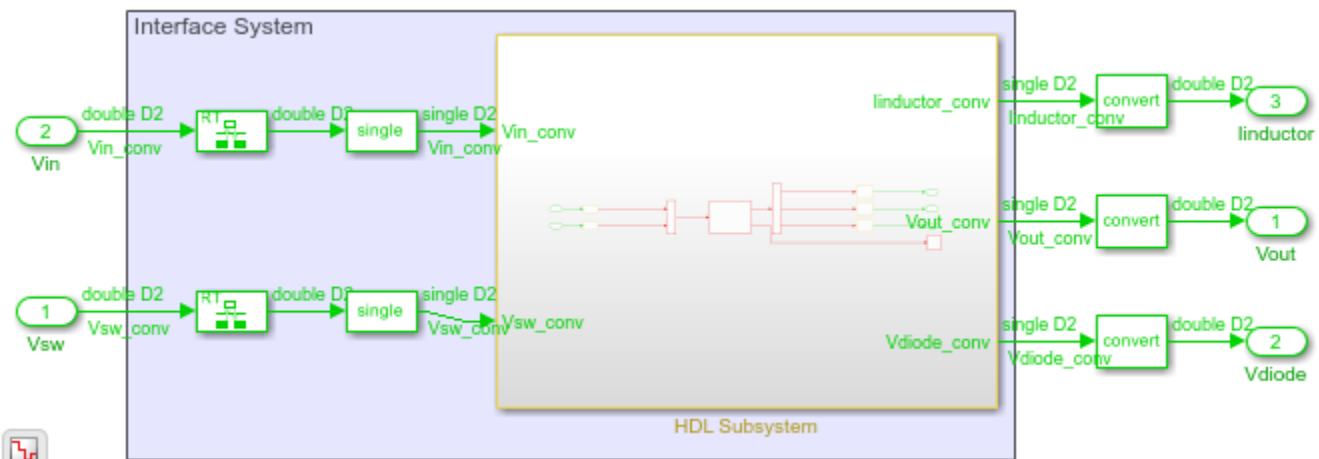 Interface System
double D2
RT
double D2
single
single D2
Vin_conv
2
Vin_conv
Vin_conv
Vin
Iinductor_conv
single D2
convert
double D2
3
Iinductor_conv
Iinductor
Vout_conv
single D2
convert
double D2
1
Vout_conv
Vout
double D2
RT
double D2
single
single D2
Vsw_conv
1
Vsw_conv
Vsw_conv
Vsw
Vdiode_conv
single D2
convert
double D2
2
Vdiode_conv
Vdiode
HDL Subsystem